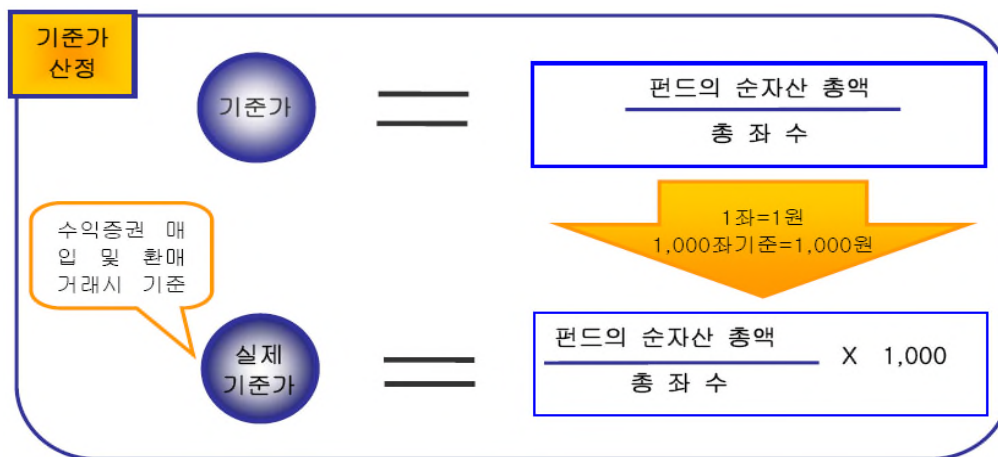 기준가
산정
기준가
펀드의 순자산 총액
총 좌 수
1좌=1원
1,000좌기준=1,000원
수익증권 매
입 및 환매
거래시 기준
실제
기준가
펀드의 순자산 총액
총 좌 수
X 1,000